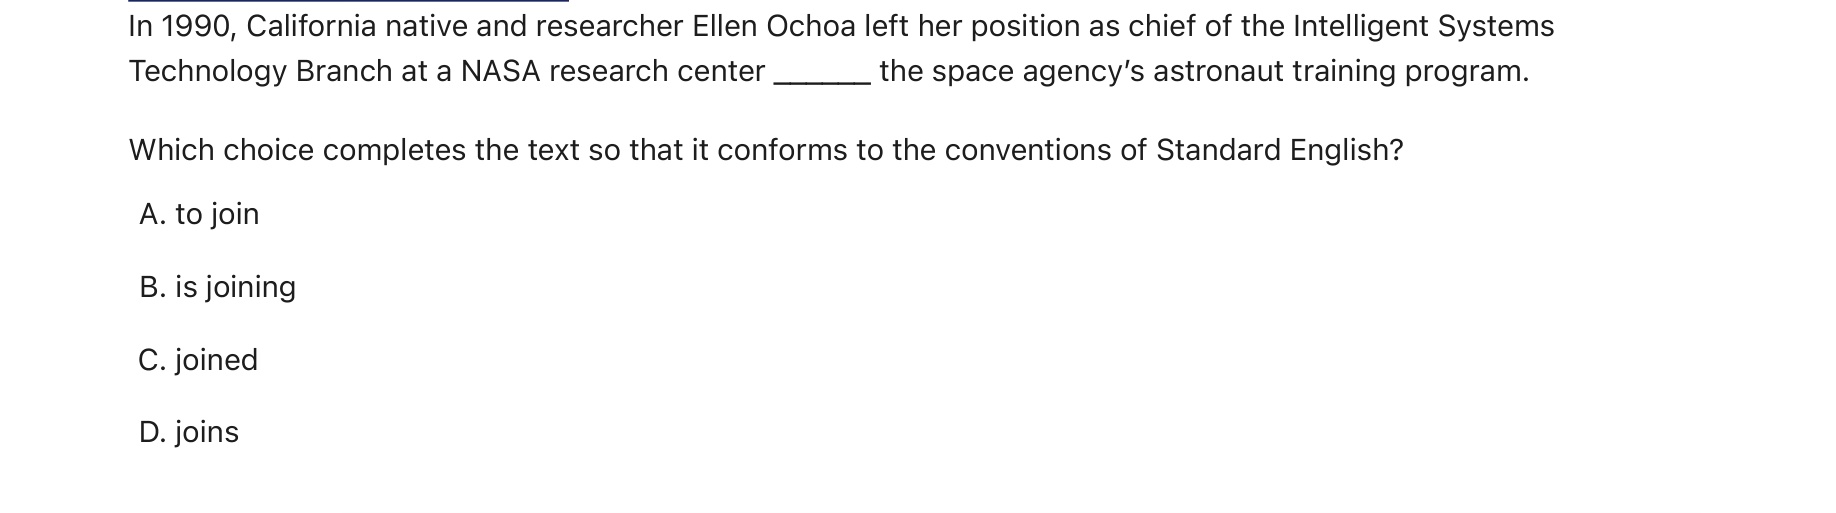 In 1990, California native and researcher Ellen Ochoa left her position as chief of the Intelligent Systems
Technology Branch at a NASA research center ______ the space agency’s astronaut training program.
Which choice completes the text so that it conforms to the conventions of Standard English?
A. to join
B. is joining
C. joined
D. joins